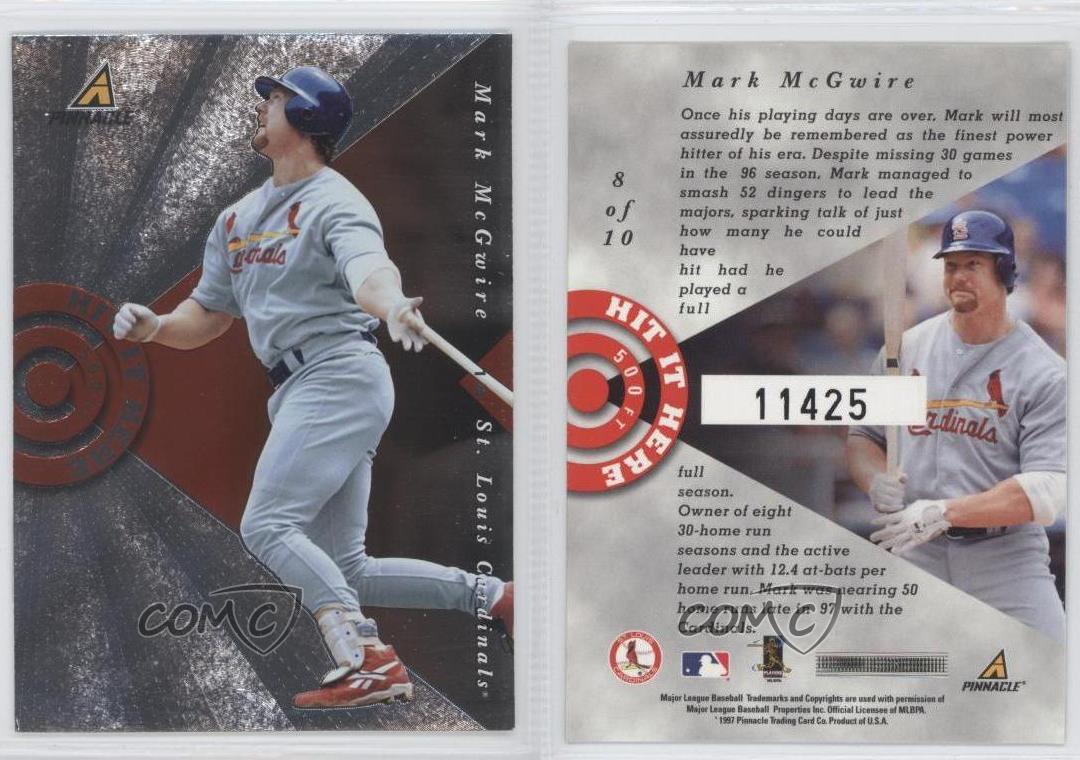 PINNACLE
Mark McGwire 1B St. Louis Cardinals®
Cardinals
HIT IT HERE
COMC
Mark McGwire
Once his playing days are over, Mark will most
assuredly be remembered as the finest power
hitter of his era. Despite missing 30 games
in the 96 season, Mark managed to
smash 52 dingers to lead the
majors, sparking talk of just
how many he could
have
hit had he
played a
full
8
of
10
HIT IT HERE
500 FT
11425
Cardinals
full
season.
Owner of eight
30-home run
seasons and the active
leader with 12.4 at-bats per
home run, Mark was nearing 50
home runs late in 97 with the
Cardinals.
COMC
ST. LOUIS
CARDINALS
PLAYERS
MLBPA
PINNACLE®
Major League Baseball Trademarks and Copyrights are used with permission of
Major League Baseball Properties Inc. Official Licensee of MLBPA.
©1997 Pinnacle Trading Card Co. Product of U.S.A.